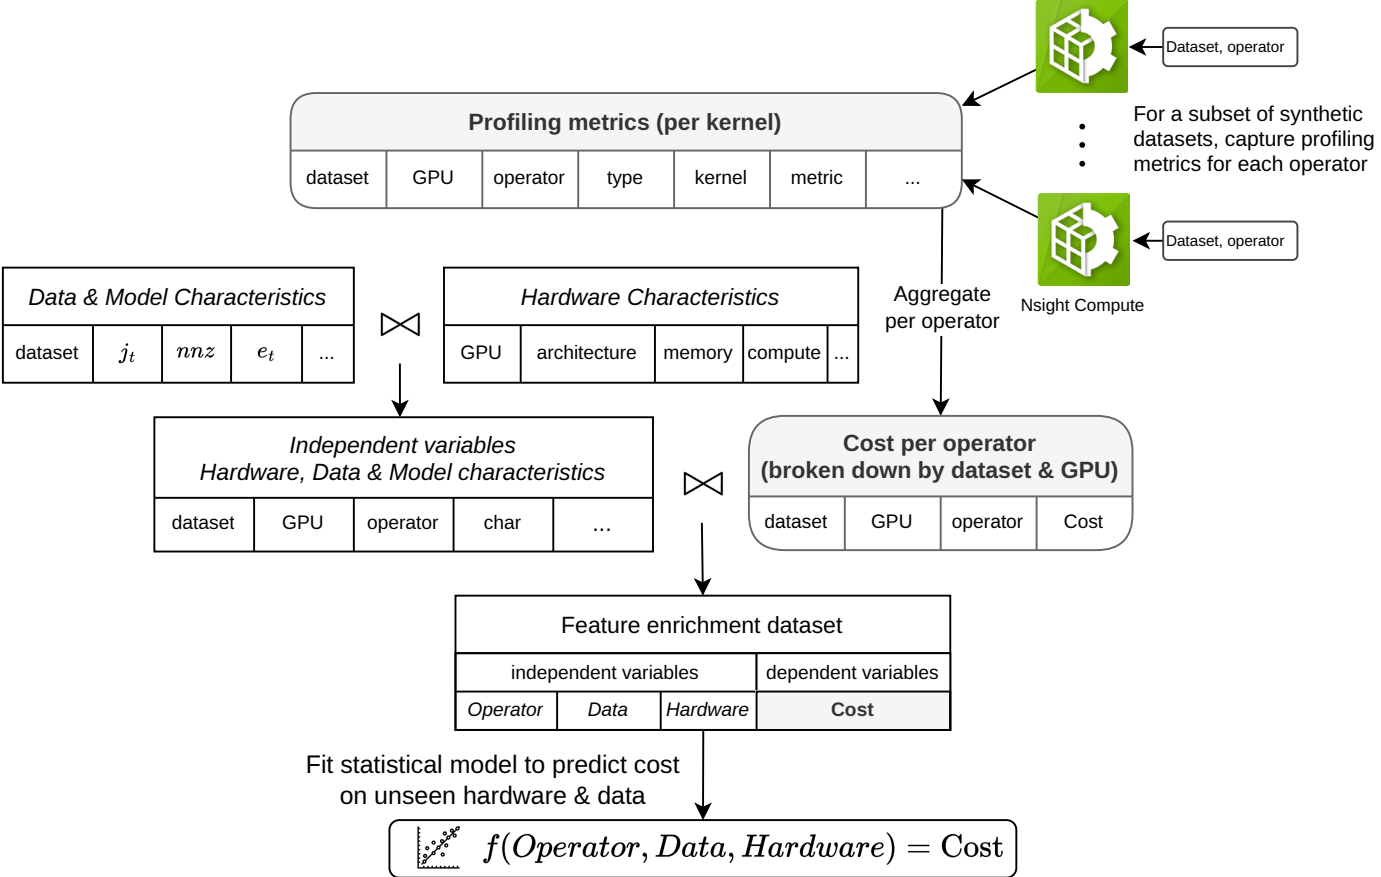 Dataset, operator
Profiling metrics (per kernel)
dataset GPU operator type kernel metric ...
For a subset of synthetic
datasets, capture profiling
metrics for each operator
Dataset, operator
Nsight Compute
Data & Model Characteristics
dataset j_t nnz e_t ...
Hardware Characteristics
GPU architecture memory compute ...
Aggregate
per operator
Independent variables
Hardware, Data & Model characteristics
dataset GPU operator char ...
Cost per operator
(broken down by dataset & GPU)
dataset GPU operator Cost
Feature enrichment dataset
independent variables dependent variables
Operator Data Hardware Cost
Fit statistical model to predict cost
on unseen hardware & data
f(Operator, Data, Hardware) = Cost